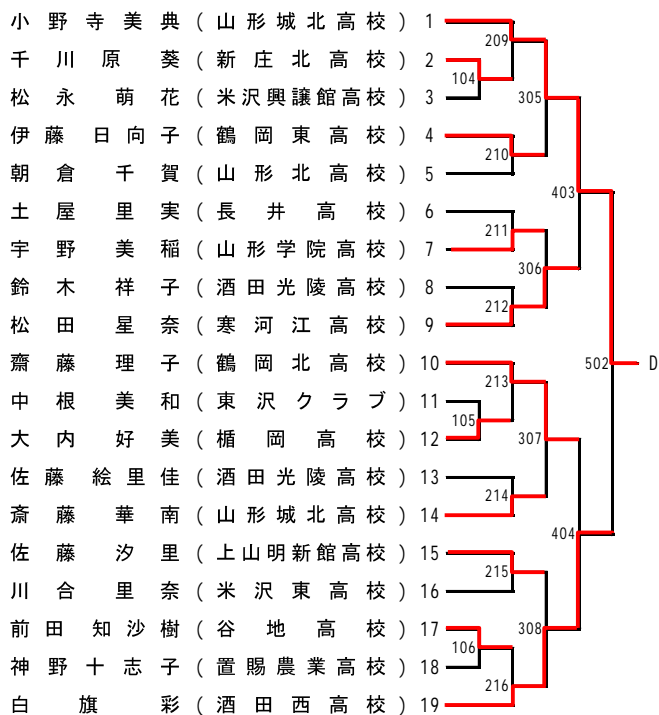 小野寺美典 (山形城北高校) 1
209
千川原葵 (新庄北高校) 2
104
松永萌花 (米沢興譲館高校) 3
305
伊藤日向子 (鶴岡東高校) 4
210
朝倉千賀 (山形北高校) 5
403
土屋里実 (長井高校) 6
211
宇野美稲 (山形学院高校) 7
306
鈴木祥子 (酒田光陵高校) 8
212
松田星奈 (寒河江高校) 9
齋藤理子 (鶴岡北高校) 10
502 D
213
中根美和 (東沢クラブ) 11
105
大内好美 (楯岡高校) 12
307
佐藤絵里佳 (酒田光陵高校) 13
214
斎藤華南 (山形城北高校) 14
404
佐藤汐里 (上山明新館高校) 15
215
川合里奈 (米沢東高校) 16
前田知沙樹 (谷地高校) 17
308
106
神野十志子 (置賜農業高校) 18
216
白旗彩 (酒田西高校) 19